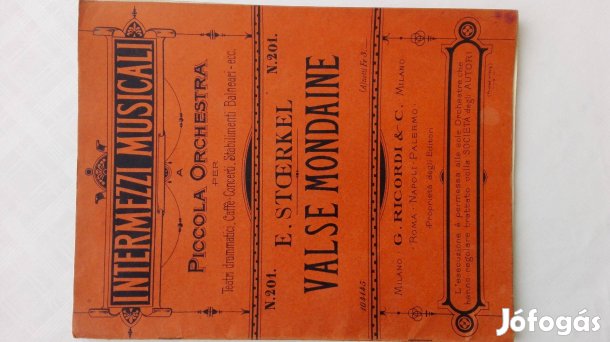 INTERMEZZI MUSICALI
A
PICCOLA ORCHESTRA
PER
Teatri drammatici, Caffè-Concerti, Stabilimenti Balneari - ecc.
N. 201. N. 201.
E. STŒRKEL
VALSE MONDAINE
103445 (A) netti Fr. 3.
MILANO G. RICORDI & C. MILANO
ROMA - NAPOLI - PALERMO
Proprietà degli Editori
L'esecuzione è permessa alle sole Orchestre che
hanno regolare trattato colla SOCIETÀ degli AUTORI
Jófogás